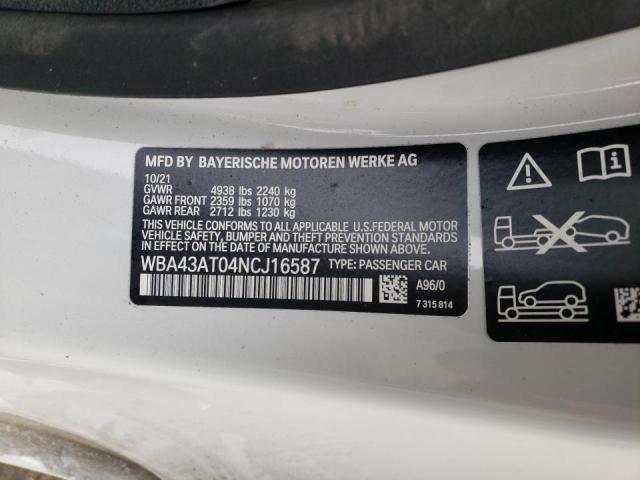 MFD BY BAYERISCHE MOTOREN WERKE AG
10/21
GVWR 4938 lbs 2240 kg
GAWR FRONT 2359 lbs 1070 kg
GAWR REAR 2712 lbs 1230 kg
THIS VEHICLE CONFORMS TO ALL APPLICABLE U.S.FEDERAL MOTOR
VEHICLE SAFETY, BUMPER AND THEFT PREVENTION STANDARDS
IN EFFECT ON THE DATE OF MANUFACTURE SHOWN ABOVE.
WBA43AT04NCJ16587 TYPE: PASSENGER CAR
A96/0
7 315 814